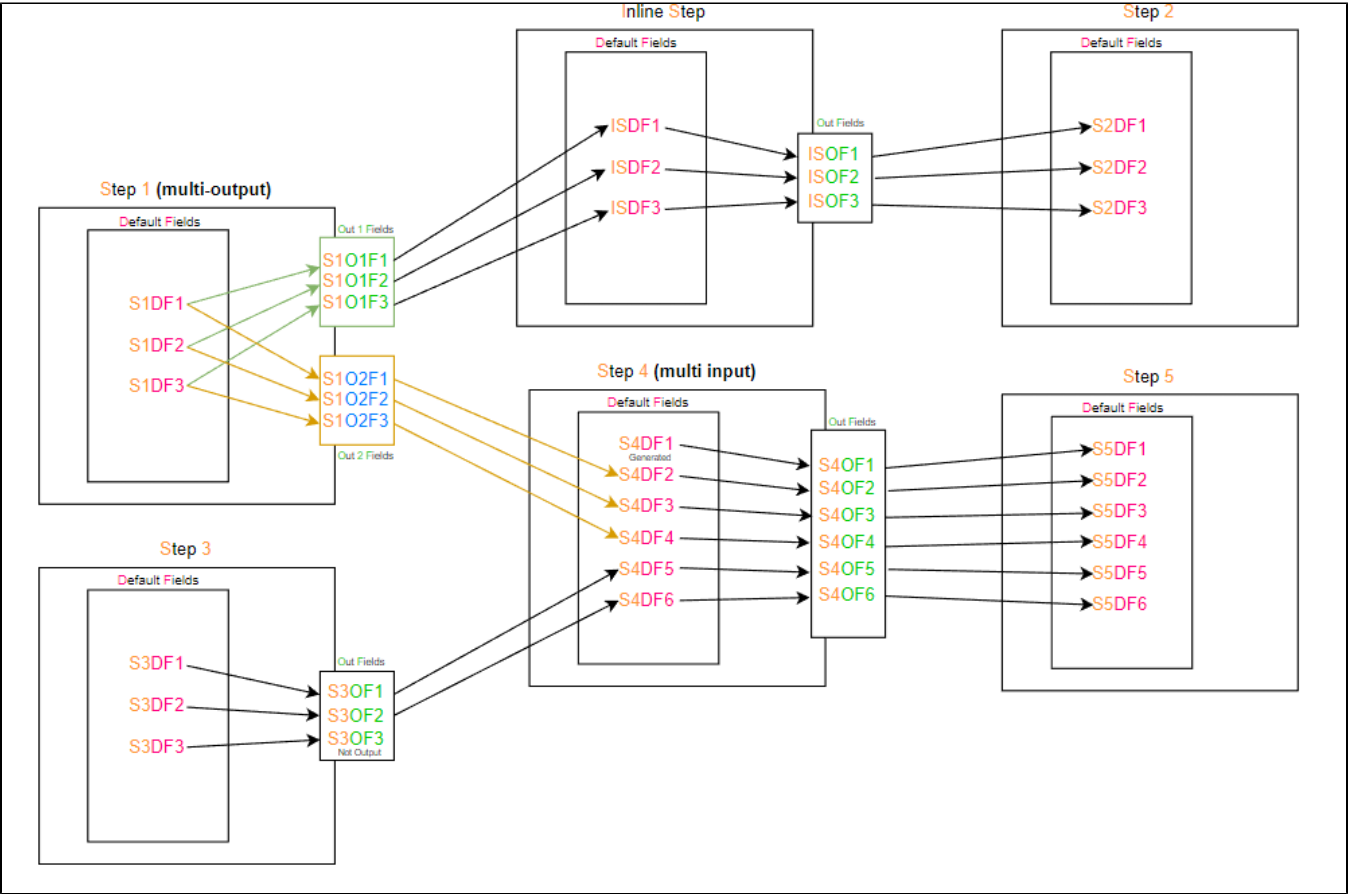 Inline Step
Default Fields
ISDF1
ISDF2
ISDF3
Out Fields
ISOF1
ISOF2
ISOF3
Step 2
Default Fields
S2DF1
S2DF2
S2DF3
Step 1 (multi-output)
Default Fields
S1DF1
S1DF2
S1DF3
Out 1 Fields
S1O1F1
S1O1F2
S1O1F3
S1O2F1
S1O2F2
S1O2F3
Out 2 Fields
Step 4 (multi input)
Default Fields
S4DF1
Generated
S4DF2
S4DF3
S4DF4
S4DF5
S4DF6
Out Fields
S4OF1
S4OF2
S4OF3
S4OF4
S4OF5
S4OF6
Step 5
Default Fields
S5DF1
S5DF2
S5DF3
S5DF4
S5DF5
S5DF6
Step 3
Default Fields
S3DF1
S3DF2
S3DF3
Out Fields
S3OF1
S3OF2
S3OF3
Not Output